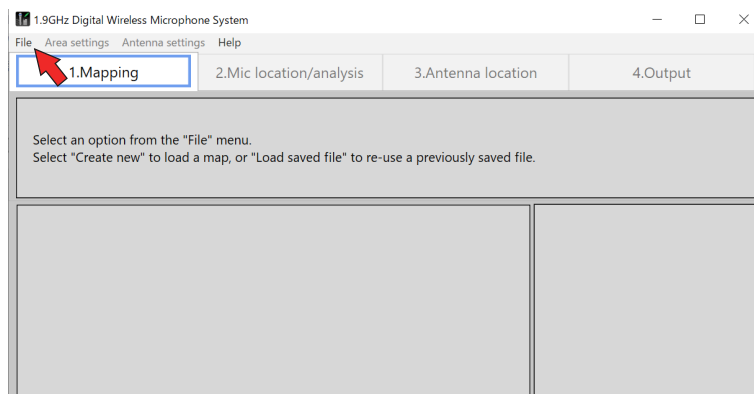 1.9GHz Digital Wireless Microphone System
File Area settings Antenna settings Help
1.Mapping 2.Mic location/analysis 3.Antenna location 4.Output
Select an option from the "File" menu.
Select "Create new" to load a map, or "Load saved file" to re-use a previously saved file.